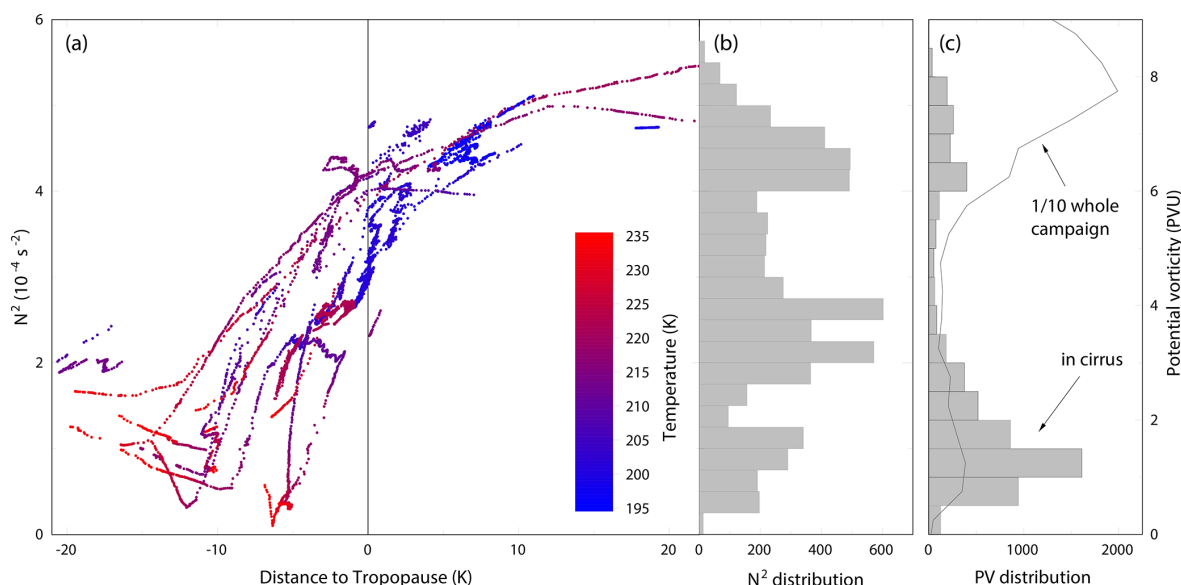 (a)
6
4
2
0
N² (10⁻⁴ s⁻²)
-20
-10
0
10
20
Distance to Tropopause (K)
235
230
225
220
215
210
205
200
195
Temperature (K)
(b)
0
200
400
600
N² distribution
(c)
1/10 whole
campaign
in cirrus
0
1000
2000
PV distribution
8
6
4
2
0
Potential vorticity (PVU)